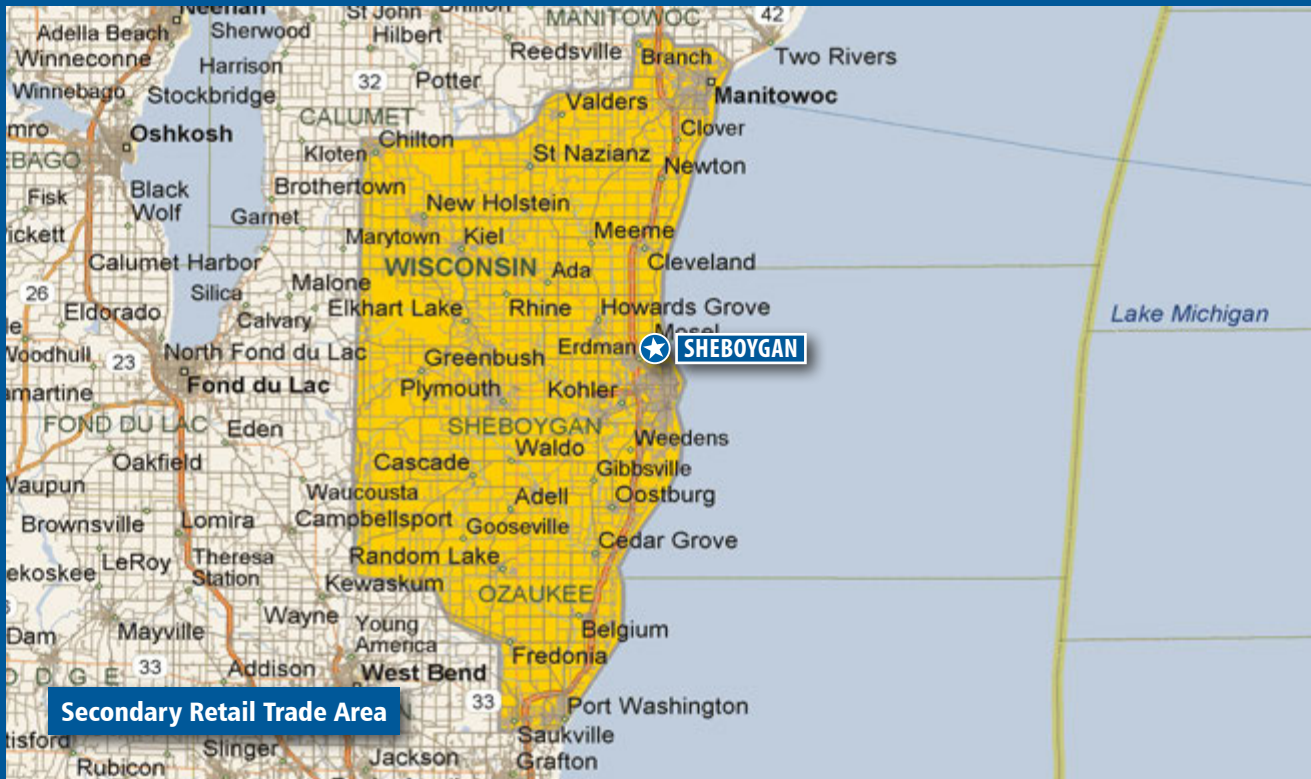 Neenah
St John
MANITOWOC
42
Adella Beach
Sherwood
Hilbert
Reedsville
Branch
Two Rivers
Winneconne
Harrison
32
Potter
Winnebago
Stockbridge
Valders
Manitowoc
CALUMET
Oshkosh
Chilton
Clover
Kloten
St Nazianz
Newton
Fisk
Black
Wolf
Brothertown
Garnet
New Holstein
Marytown
Kiel
Meeme
Calumet Harbor
WISCONSIN
Ada
Cleveland
26
Silica
Malone
Eldorado
Calvary
Elkhart Lake
Rhine
Howards Grove
Lake Michigan
Mosel
Woodhull
23
North Fond du Lac
Greenbush
Erdman
SHEBOYGAN
Fond du Lac
Plymouth
Kohler
FOND DU LAC
Eden
SHEBOYGAN
Weedens
Oakfield
Cascade
Waldo
Gibbsville
Waupun
Waucousta
Adell
Oostburg
Brownsville
Lomira
Campbellsport
Gooseville
Cedar Grove
LeRoy
Theresa
Station
Random Lake
Kewaskum
OZAUKEE
Wayne
Young
America
Belgium
Mayville
Fredonia
33
Addison
West Bend
33
Secondary Retail Trade Area
Port Washington
Saukville
Slinger
Jackson
Grafton
Rubicon